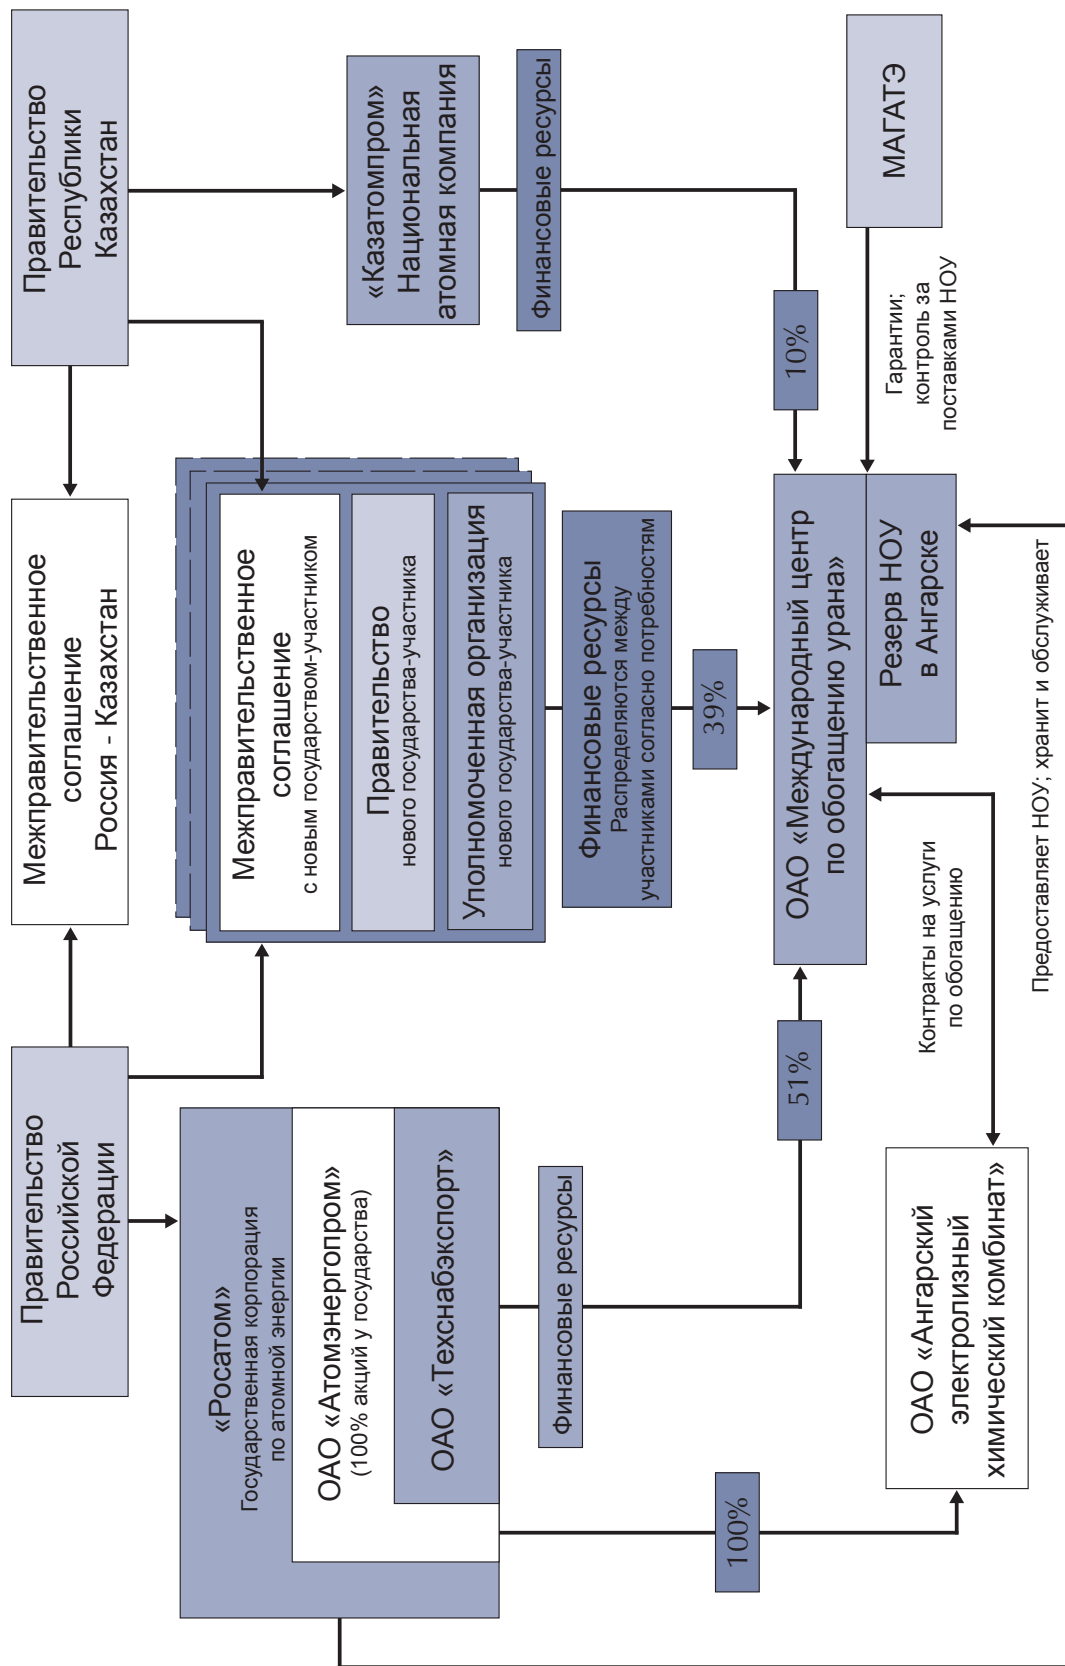 Правительство
Российской
Федерации
Межправительственное
соглашение
Россия - Казахстан
Правительство
Республики
Казахстан
«Росатом»
Государственная корпорация
по атомной энергии
ОАО «Атомэнергопром»
(100% акций у государства)
ОАО «Техснабэкспорт»
Межправительственное
соглашение
с новым государством-участником
Правительство
нового государства-участника
Уполномоченная организация
нового государства-участника
«Казатомпром»
Национальная
атомная компания
Финансовые ресурсы
Финансовые ресурсы
Распределяются между
участниками согласно потребностям
Финансовые ресурсы
100%
51%
39%
10%
ОАО «Международный центр
по обогащению урана»
Резерв НОУ
в Ангарске
МАГАТЭ
Гарантии;
контроль за
поставками НОУ
Контракты на услуги
по обогащению
ОАО «Ангарский
электролизный
химический комбинат»
Предоставляет НОУ; хранит и обслуживает